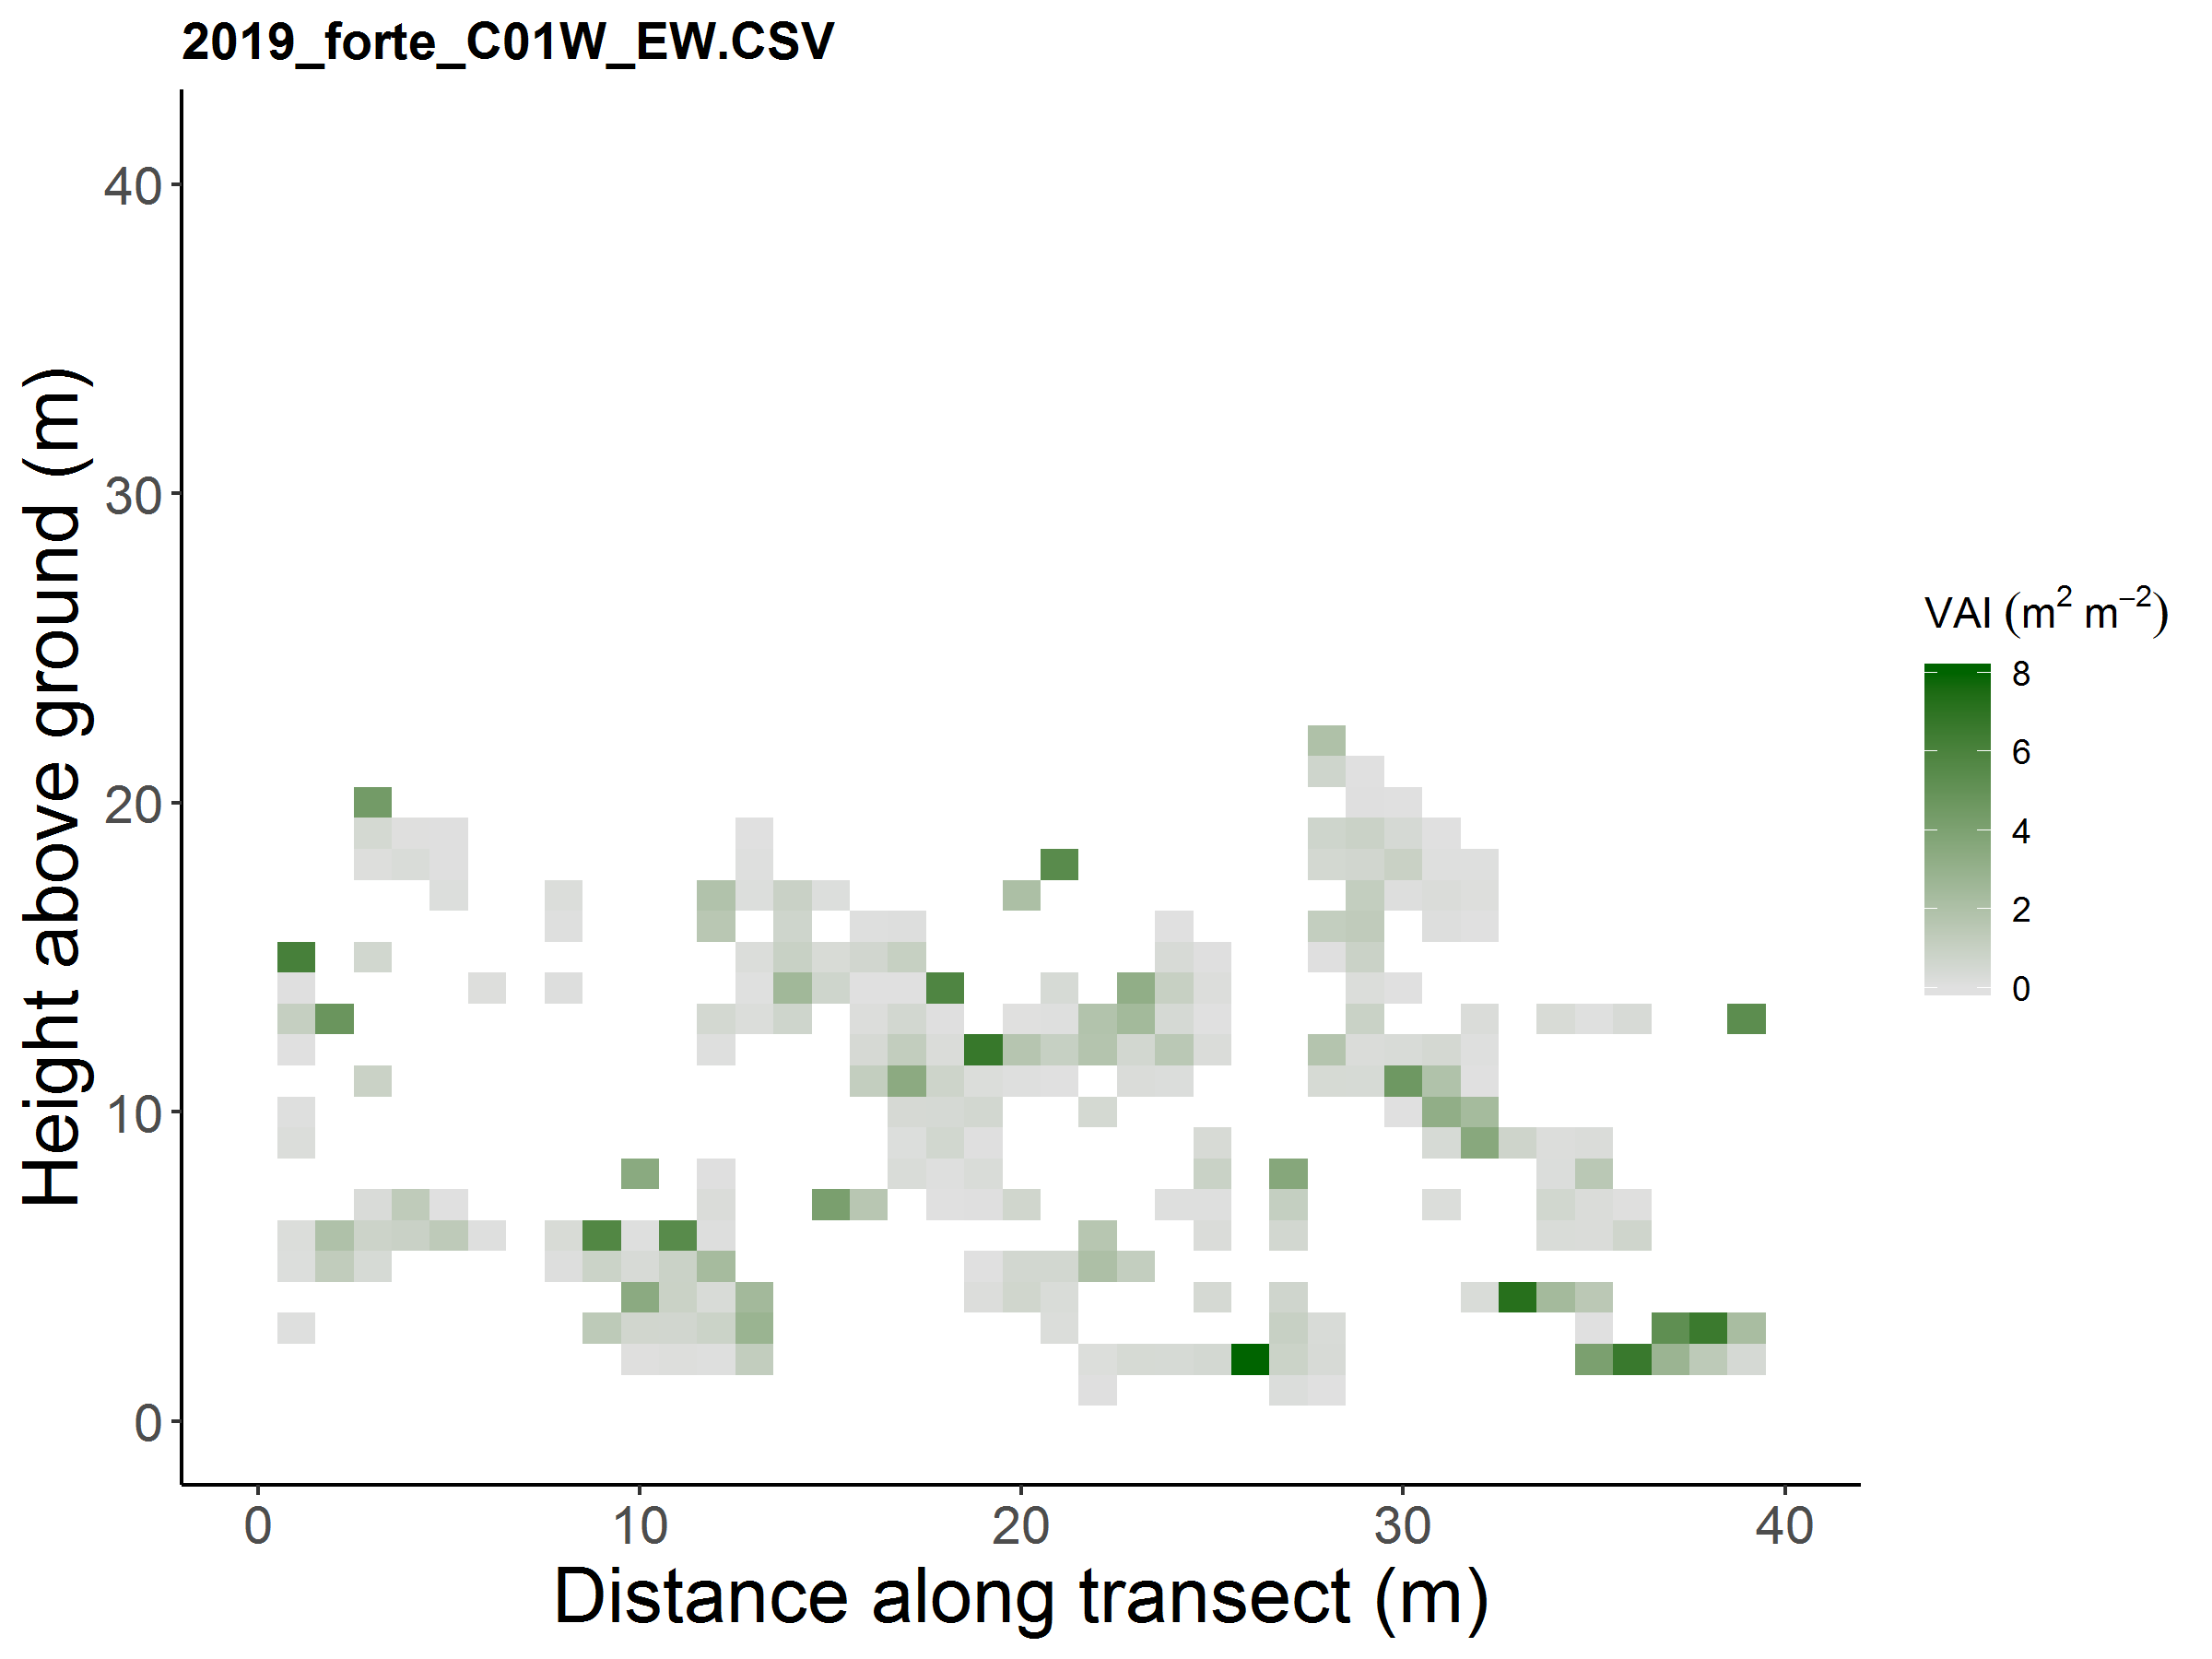 2019_forte_C01W_EW.CSV
Height above ground (m)
40
30
20
10
0
0 10 20 30 40
Distance along transect (m)
VAI (m² m⁻²)
8
6
4
2
0